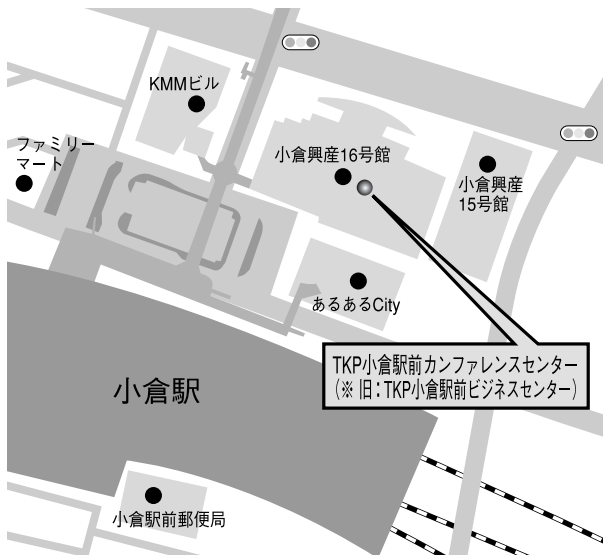 KMMビル
ファミリー
マート
小倉興産16号館
小倉興産
15号館
あるあるCity
TKP小倉駅前カンファレンスセンター
(※ 旧：TKP小倉駅前ビジネスセンター)
小倉駅
小倉駅前郵便局